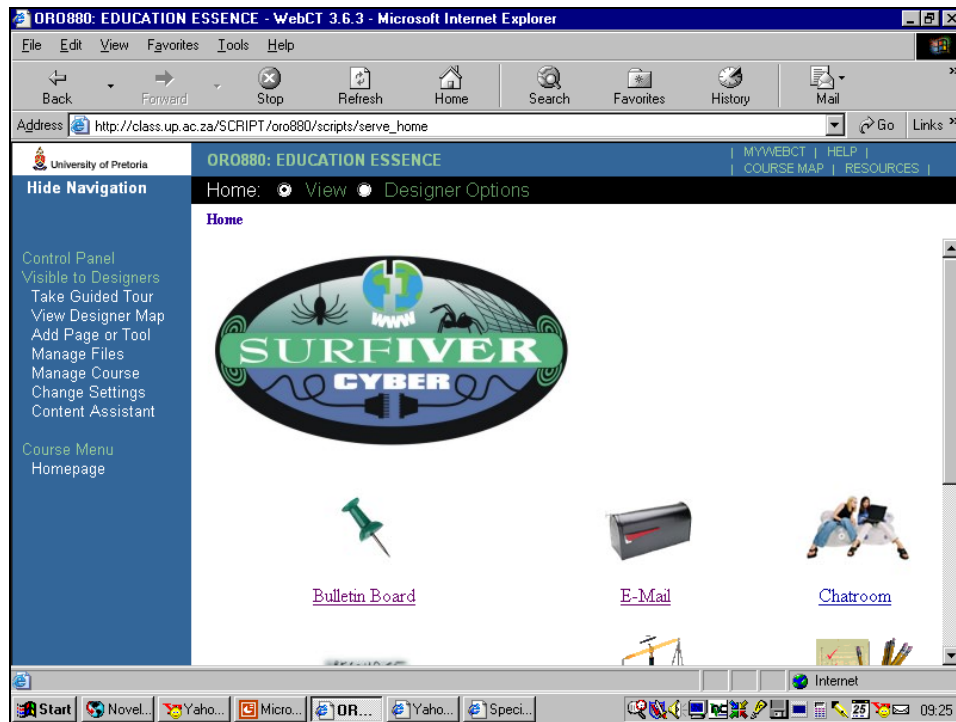 ORO880: EDUCATION ESSENCE - WebCT 3.6.3 - Microsoft Internet Explorer
File Edit View Favorites Tools Help
Back Forward Stop Refresh Home Search Favorites History Mail »
Address http://class.up.ac.za/SCRIPT/oro880/scripts/serve_home Go Links »
University of Pretoria
ORO880: EDUCATION ESSENCE
| MYWEBCT | HELP |
| COURSE MAP | RESOURCES |
Hide Navigation
Home: View Designer Options
Home
Control Panel
Visible to Designers
Take Guided Tour
View Designer Map
Add Page or Tool
Manage Files
Manage Course
Change Settings
Content Assistant
Course Menu
Homepage
WWW
SURFIVER
CYBER
Bulletin Board
E-Mail
Chatroom
Internet
Start Novel... Yaho... Micro... OR... Yaho... Speci... 25 09:25